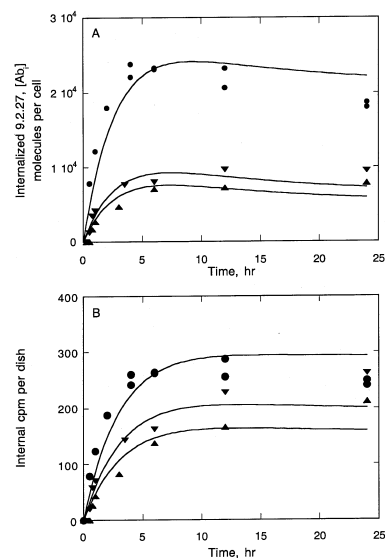 3 10⁴
A
2 10⁴
1 10⁴
0
Internalized 9.2.27, [Abᵢ]
molecules per cell
0 5 10 15 20 25
Time, hr
400
B
300
200
100
0
Internal cpm per dish
0 5 10 15 20 25
Time, hr